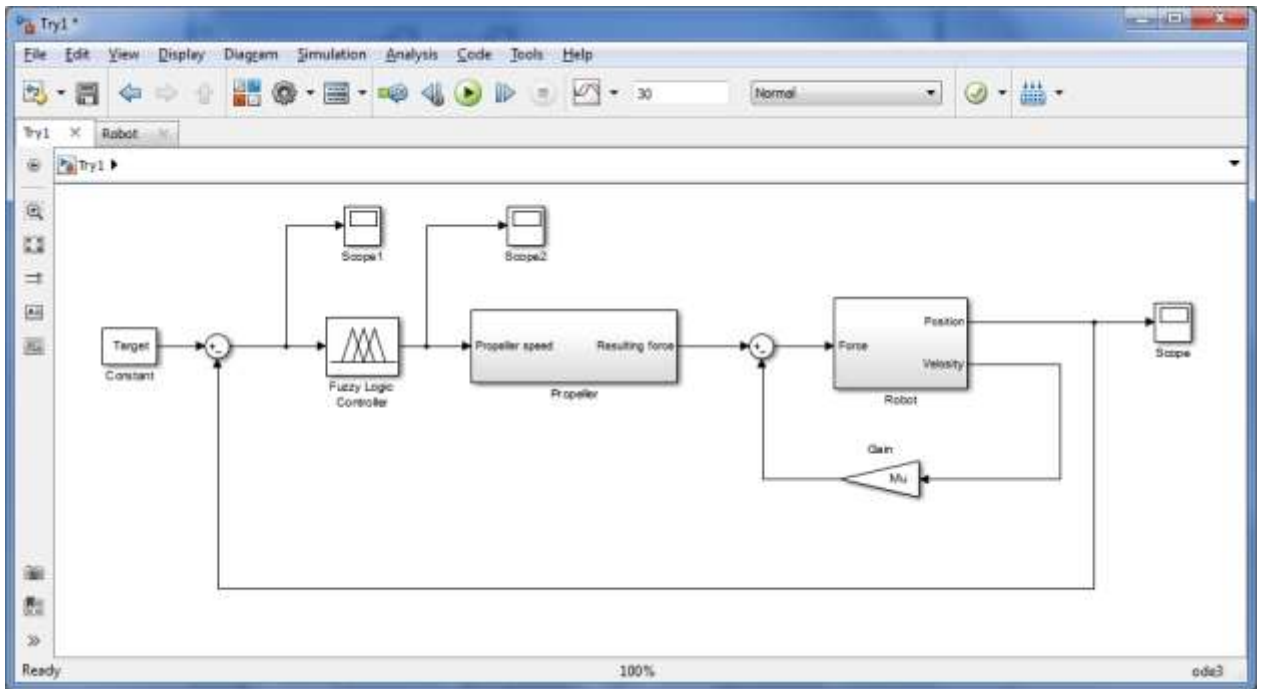 Try1 *
File Edit View Display Diagram Simulation Analysis Code Tools Help
30 Normal
Try1 Robot
Try1
Scope1 Scope2
Target
Constant
Fuzzy Logic
Controller
Propeller speed Resulting force
Propeller
Force
Position
Velosity
Robot
Scope
Gain
Mu
Ready 100% ode3